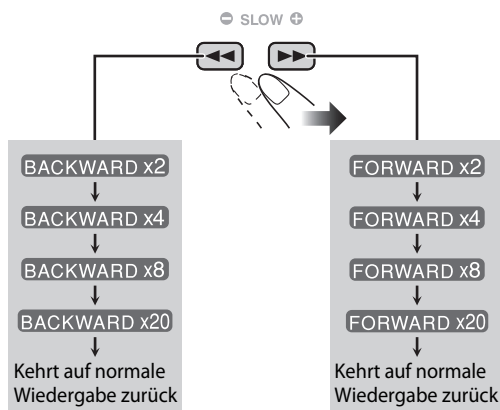 SLOW
BACKWARD x2
BACKWARD x4
BACKWARD x8
BACKWARD x20
Kehrt auf normale
Wiedergabe zurück
FORWARD x2
FORWARD x4
FORWARD x8
FORWARD x20
Kehrt auf normale
Wiedergabe zurück